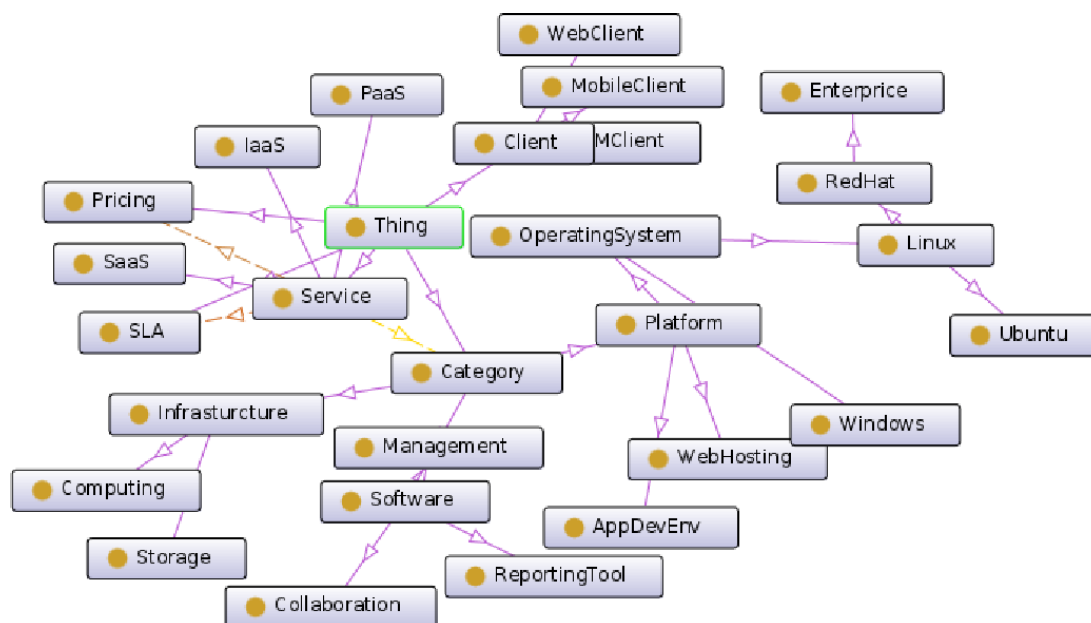 WebClient
MobileClient
PaaS
Enterprice
Client
MClient
IaaS
RedHat
Pricing
Thing
OperatingSystem
Linux
SaaS
Service
SLA
Platform
Ubuntu
Category
Infrasturcture
Windows
Management
WebHosting
Computing
Software
AppDevEnv
Storage
ReportingTool
Collaboration